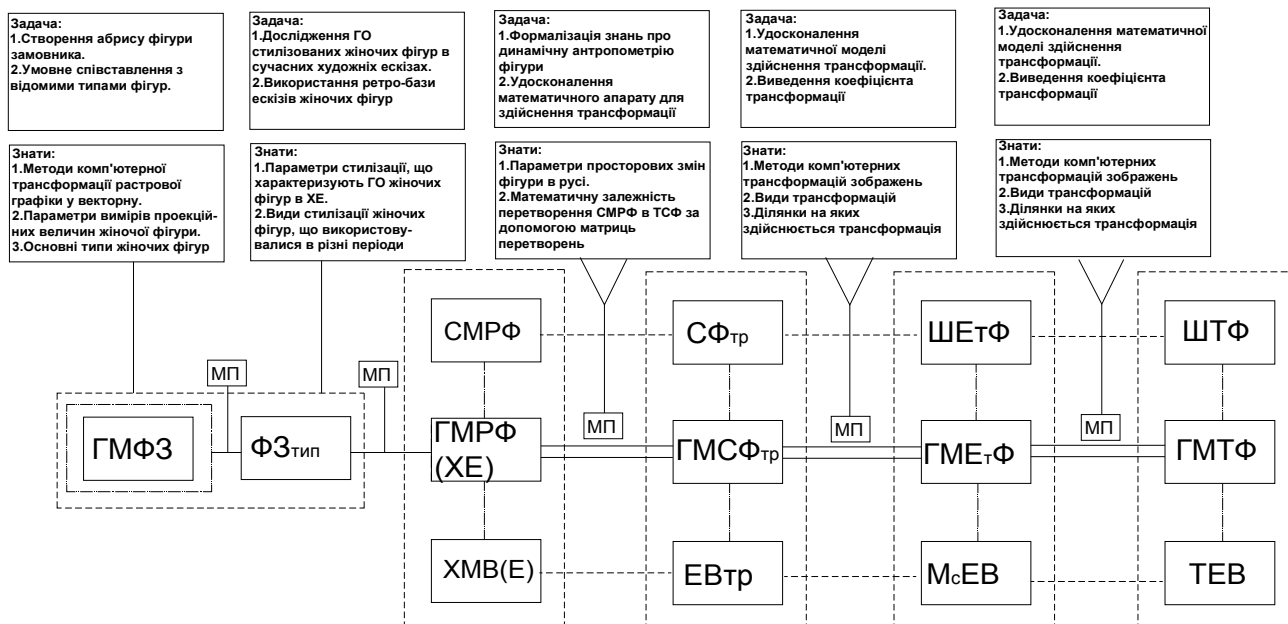 Задача:
1.Створення абрису фігури
замовника.
2.Умовне співставлення з
відомими типами фігур.
Задача:
1.Дослідження ГО
стилізованих жіночих фігур в
сучасних художніх ескізах.
2.Використання ретро-бази
ескізів жіночих фігур
Задача:
1.Формалізація знань про
динамічну антропометрію
фігури
2.Удосконалення
математичного апарату для
здійснення трансформації
Задача:
1.Удосконалення
математичної моделі
здійснення трансформації.
2.Виведення коефіцієнта
трансформації
Задача:
1.Удосконалення математичної
моделі здійснення
трансформації.
2.Виведення коефіцієнта
трансформації
Знати:
1.Методи комп'ютерної
трансформації растрової
графіки у векторну.
2.Параметри вимірів проекцій-
них величин жіночої фігури.
3.Основні типи жіночих фігур
Знати:
1.Параметри стилізації, що
характеризують ГО жіночих
фігур в ХЕ.
2.Види стилізації жіночих
фігур, що використову-
валися в різні періоди
Знати:
1.Параметри просторових змін
фігури в русі.
2.Математичну залежність
перетворення СМРФ в ТСФ за
допомогою матриць
перетворень
Знати:
1.Методи комп'ютерних
трансформацій зображень
2.Види трансформацій
3.Ділянки на яких
здійснюється трансформація
Знати:
1.Методи комп'ютерних
трансформацій зображень
2.Види трансформацій
3.Ділянки на яких
здійснюється трансформація
СМРФ
СФтр
ШЕтФ
ШТФ
МП
МП
МП
МП
МП
ГМФЗ
ФЗтип
ГМРФ
(ХЕ)
ГМСФтр
ГМЕтФ
ГМТФ
ХМВ(Е)
ЕВтр
МсЕВ
ТЕВ